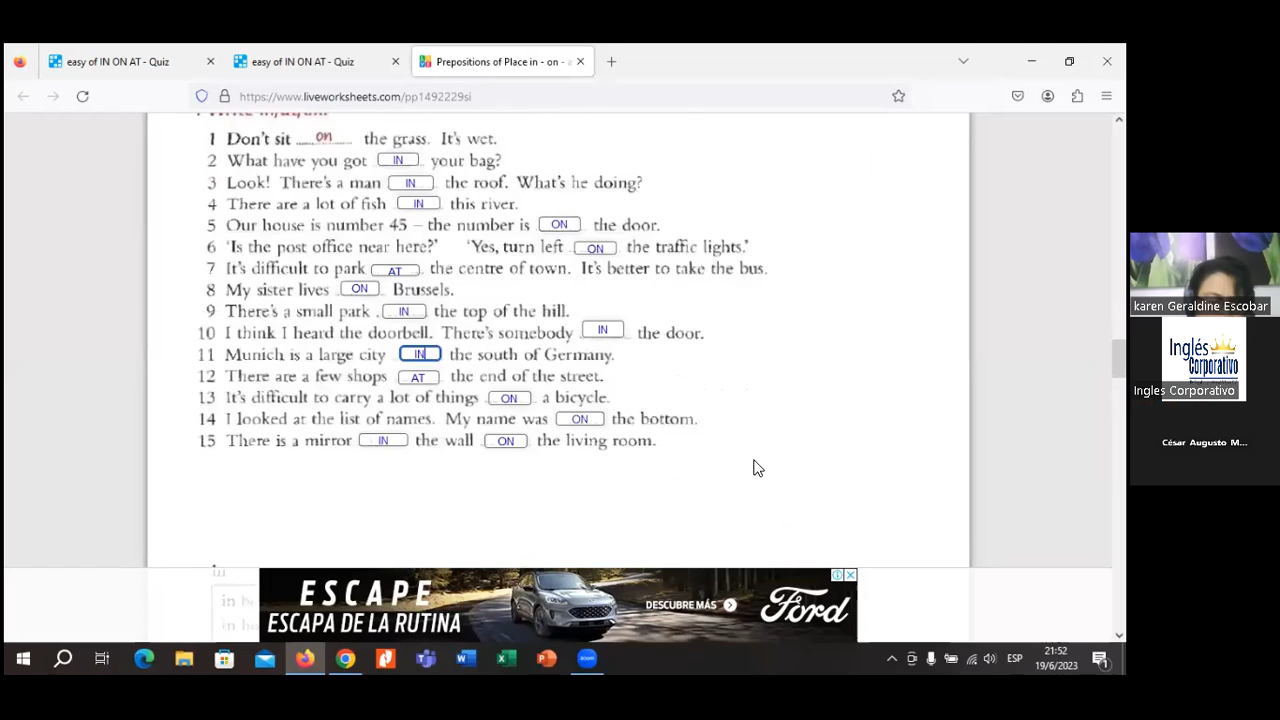 easy of IN ON AT - Quiz
easy of IN ON AT - Quiz
Prepositions of Place in - on -
https://www.liveworksheets.com/pp1492229si
1 Don't sit on the grass. It's wet.
2 What have you got IN your bag?
3 Look! There's a man IN the roof. What's he doing?
4 There are a lot of fish IN this river.
5 Our house is number 45 – the number is ON the door.
6 'Is the post office near here?' 'Yes, turn left ON the traffic lights.'
7 It's difficult to park AT the centre of town. It's better to take the bus.
8 My sister lives ON Brussels.
9 There's a small park IN the top of the hill.
10 I think I heard the doorbell. There's somebody IN the door.
11 Munich is a large city IN the south of Germany.
12 There are a few shops AT the end of the street.
13 It's difficult to carry a lot of things ON a bicycle.
14 I looked at the list of names. My name was ON the bottom.
15 There is a mirror IN the wall ON the living room.
ESCAPE
ESCAPA DE LA RUTINA
DESCUBRE MÁS
Ford
karen Geraldine Escobar
Inglés
Corporativo
Ingles Corporativo
César Augusto M...
ESP
21:52
19/6/2023